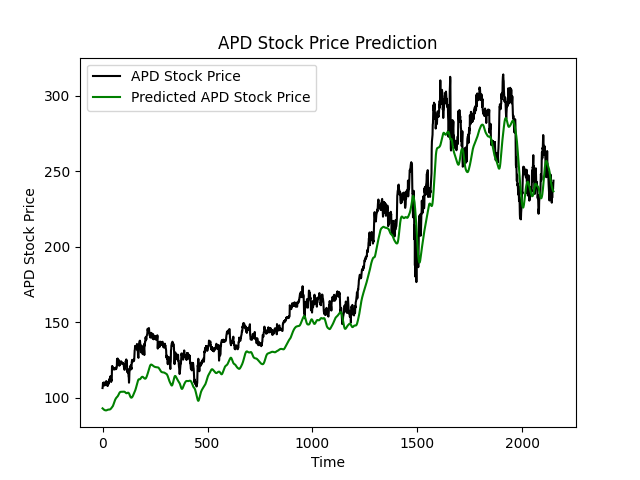 APD Stock Price Prediction
APD Stock Price
Predicted APD Stock Price
300
250
200
150
100
APD Stock Price
0 500 1000 1500 2000
Time